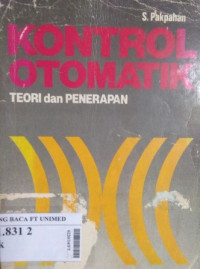 S. Pakpahan
KONTROL
OTOMATIK
TEORI dan PENERAPAN
NG BACA FT UNIMED
.831 2
k